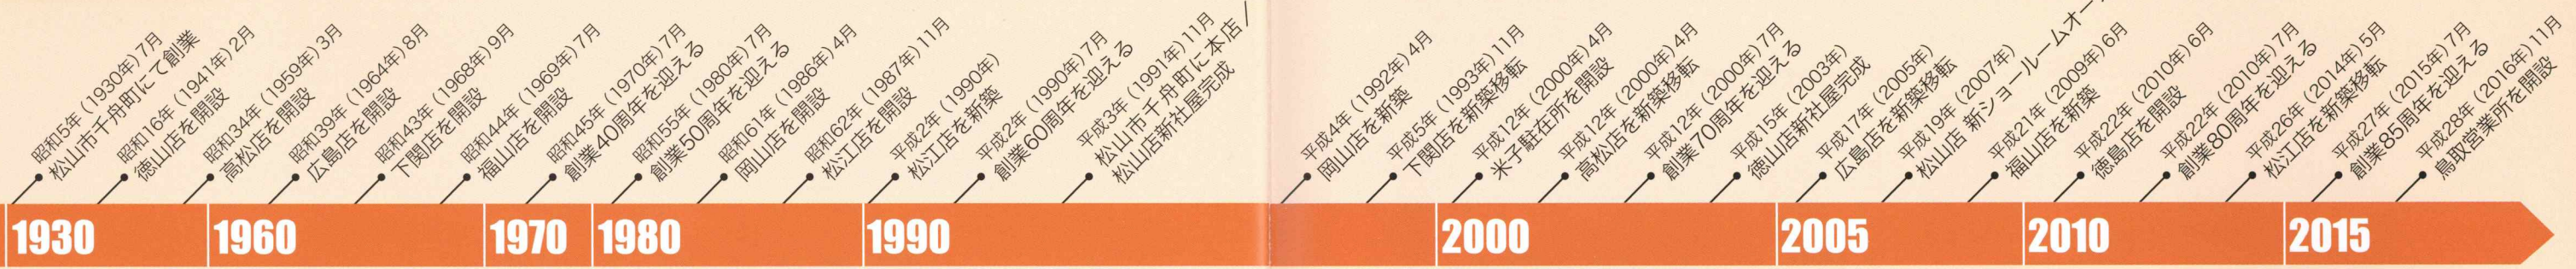 昭和5年（1930年）7月
松山市千舟町にて創業
昭和16年（1941年）2月
徳山店を開設
昭和34年（1959年）3月
高松店を開設
昭和39年（1964年）8月
広島店を開設
昭和43年（1968年）9月
下関店を開設
昭和44年（1969年）7月
福山店を開設
昭和45年（1970年）7月
創業40周年を迎える
昭和55年（1980年）7月
創業50周年を迎える
昭和61年（1986年）4月
岡山店を開設
昭和62年（1987年）11月
松江店を開設
平成2年（1990年）
松江店を新築
平成2年（1990年）7月
創業60周年を迎える
平成3年（1991年）11月
松山市千舟町に本店/
松山店新社屋完成
平成4年（1992年）4月
岡山店を新築
平成5年（1993年）11月
下関店を新築移転
平成12年（2000年）4月
米子駐在所を開設
平成12年（2000年）4月
高松店を新築移転
平成12年（2000年）7月
創業70周年を迎える
平成15年（2003年）
徳山店新社屋完成
平成17年（2005年）
広島店を新築移転
平成19年（2007年）
松山店 新ショールームオー
平成21年（2009年）6月
福山店を新築
平成22年（2010年）6月
徳島店を開設
平成22年（2010年）7月
創業80周年を迎える
平成26年（2014年）5月
松江店を新築移転
平成27年（2015年）7月
創業85周年を迎える
平成28年（2016年）11月
鳥取営業所を開設
1930
1960
1970
1980
1990
2000
2005
2010
2015